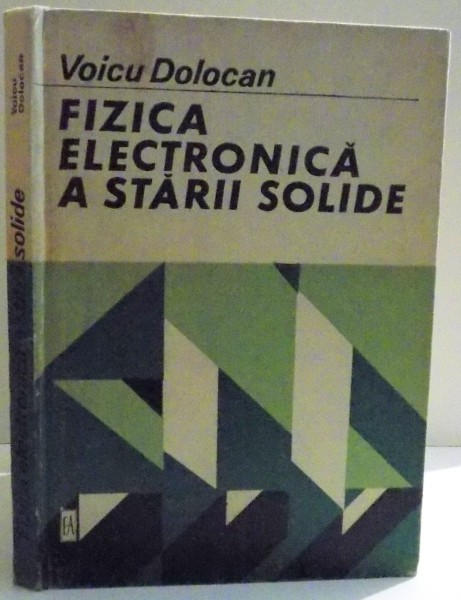 Voicu Dolocan
FIZICA
ELECTRONICĂ
A STĂRII SOLIDE
EA
Voicu
Dolocan
solide